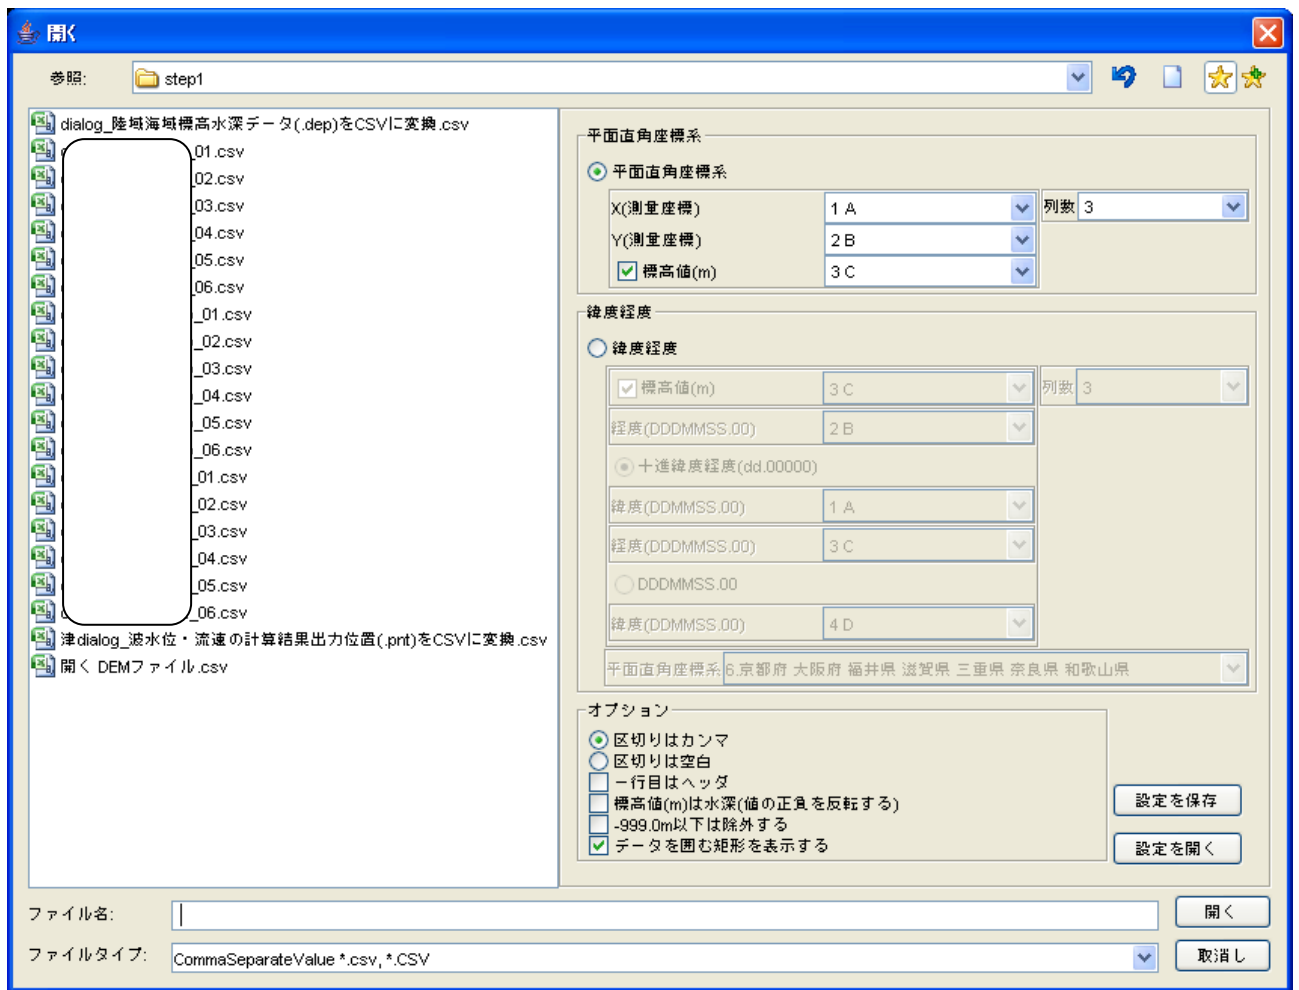 開く
参照: step1
dialog_陸域海域標高水深データ(.dep)をCSVに変換.csv
_01.csv
_02.csv
_03.csv
_04.csv
_05.csv
_06.csv
_01.csv
_02.csv
_03.csv
_04.csv
_05.csv
_06.csv
_01.csv
_02.csv
_03.csv
_04.csv
_05.csv
_06.csv
津dialog_波水位・流速の計算結果出力位置(.pnt)をCSVに変換.csv
開く DEMファイル.csv
平面直角座標系
平面直角座標系
X(測量座標) 1 A 列数 3
Y(測量座標) 2 B
標高値(m) 3 C
緯度経度
緯度経度
標高値(m) 3 C 列数 3
経度(DDDMMSS.00) 2 B
十進緯度経度(dd.00000)
緯度(DDMMSS.00) 1 A
経度(DDDMMSS.00) 3 C
DDDMMSS.00
緯度(DDMMSS.00) 4 D
平面直角座標系 6.京都府 大阪府 福井県 滋賀県 三重県 奈良県 和歌山県
オプション
区切りはカンマ
区切りは空白
一行目はヘッダ
標高値(m)は水深(値の正負を反転する)
-999.0m以下は除外する
データを囲む矩形を表示する
設定を保存
設定を開く
ファイル名:
開く
ファイルタイプ: CommaSeparateValue *.csv, *.CSV
取消し